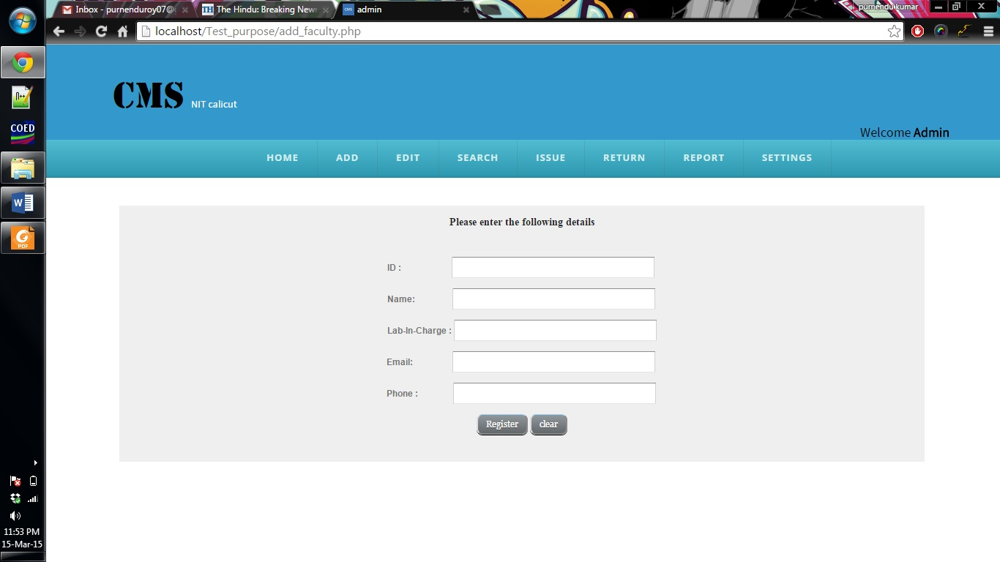 Inbox - purnenduroy07@
The Hindu: Breaking News
admin
purnendulkumar
localhost/Test_purpose/add_faculty.php
CMS NIT calicut
Welcome Admin
HOME ADD EDIT SEARCH ISSUE RETURN REPORT SETTINGS
Please enter the following details
ID :
Name:
Lab-In-Charge :
Email:
Phone :
Register clear
COED
W
PDF
11:53 PM
15-Mar-15